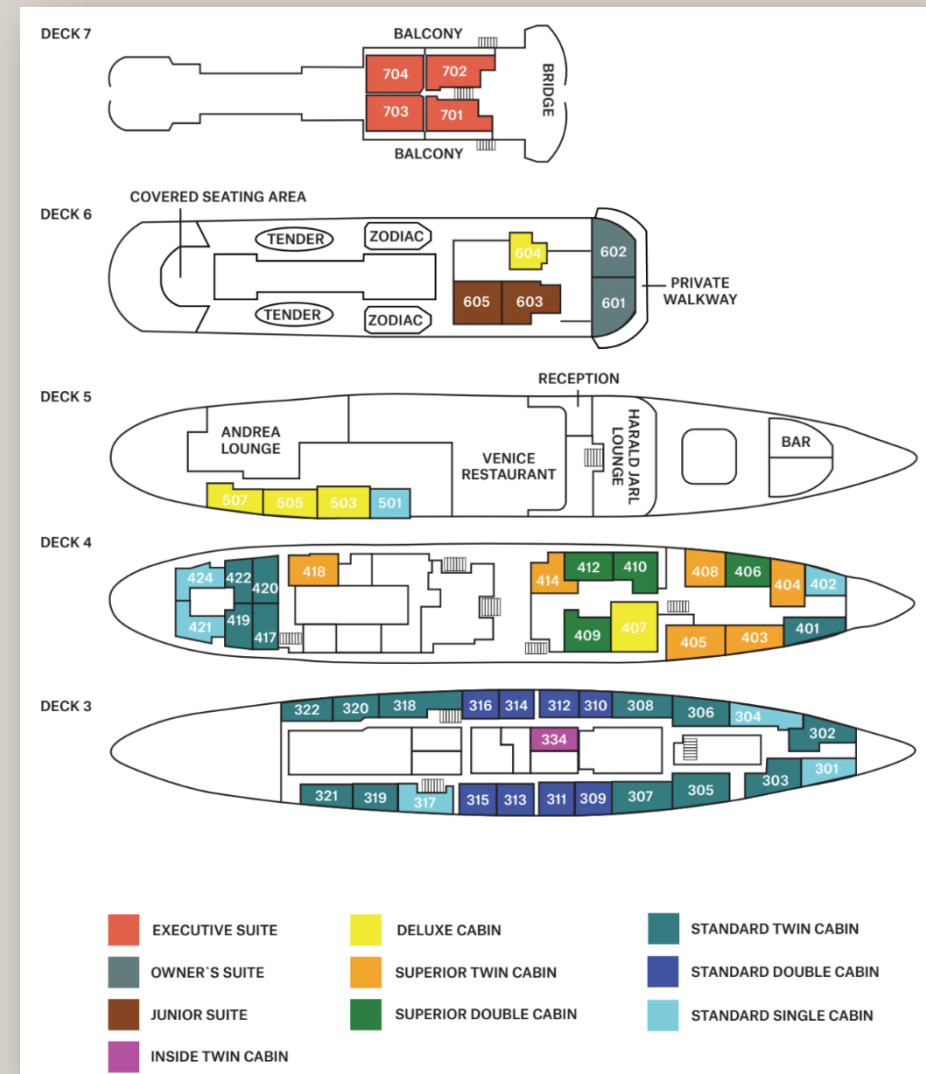 DECK 7
BALCONY
704
702
703
701
BRIDGE
BALCONY
COVERED SEATING AREA
DECK 6
TENDER
ZODIAC
604
602
605
603
601
PRIVATE
WALKWAY
TENDER
ZODIAC
RECEPTION
DECK 5
ANDREA
LOUNGE
VENICE
RESTAURANT
HARALD JARL
LOUNGE
BAR
507
505
503
501
DECK 4
424
422
420
418
414
412
410
408
406
404
402
421
419
417
409
407
405
403
401
DECK 3
322
320
318
316
314
312
310
308
306
304
302
334
321
319
317
315
313
311
309
307
305
303
301
EXECUTIVE SUITE
OWNER`S SUITE
JUNIOR SUITE
INSIDE TWIN CABIN
DELUXE CABIN
SUPERIOR TWIN CABIN
SUPERIOR DOUBLE CABIN
STANDARD TWIN CABIN
STANDARD DOUBLE CABIN
STANDARD SINGLE CABIN